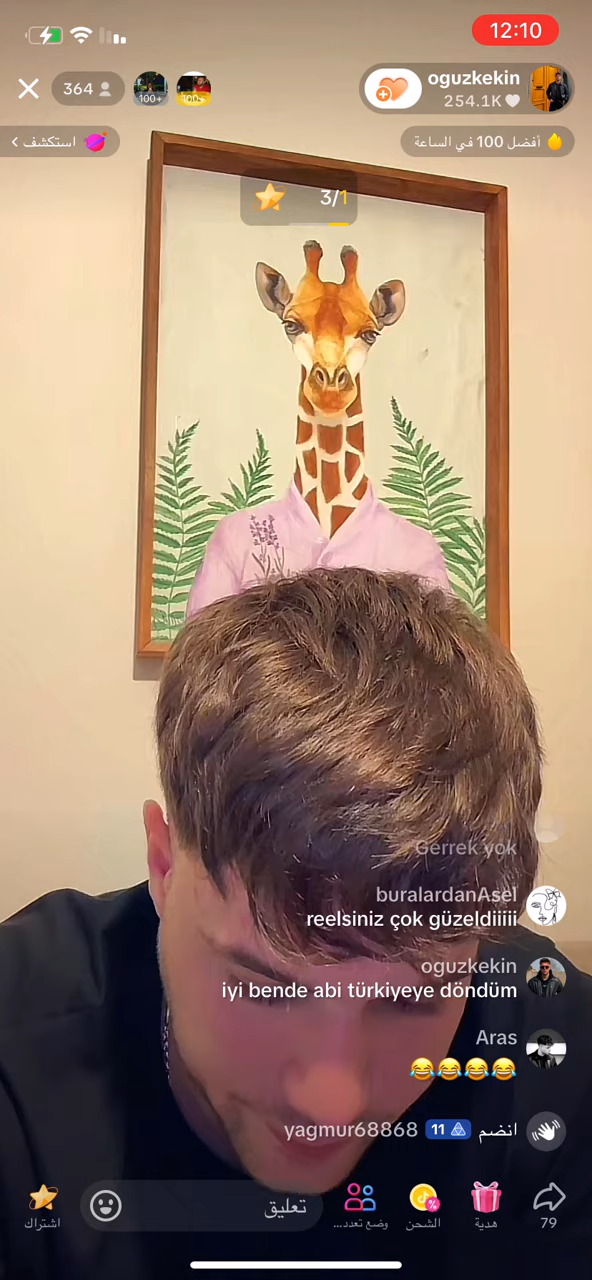 12:10
364
100+
100+
oguzkekin
254.1K
استكشف
أفضل 100 في الساعة
3/1
Gerrek yok
buralardanAsel
reelsiniz çok güzeldiiiii
oguzkekin
iyi bende abi türkiyeye döndüm
Aras
😂😂😂😂
yagmur68868 11 انضم
اشتراك
تعليق
وضع تعدد...
الشحن
هدية
79